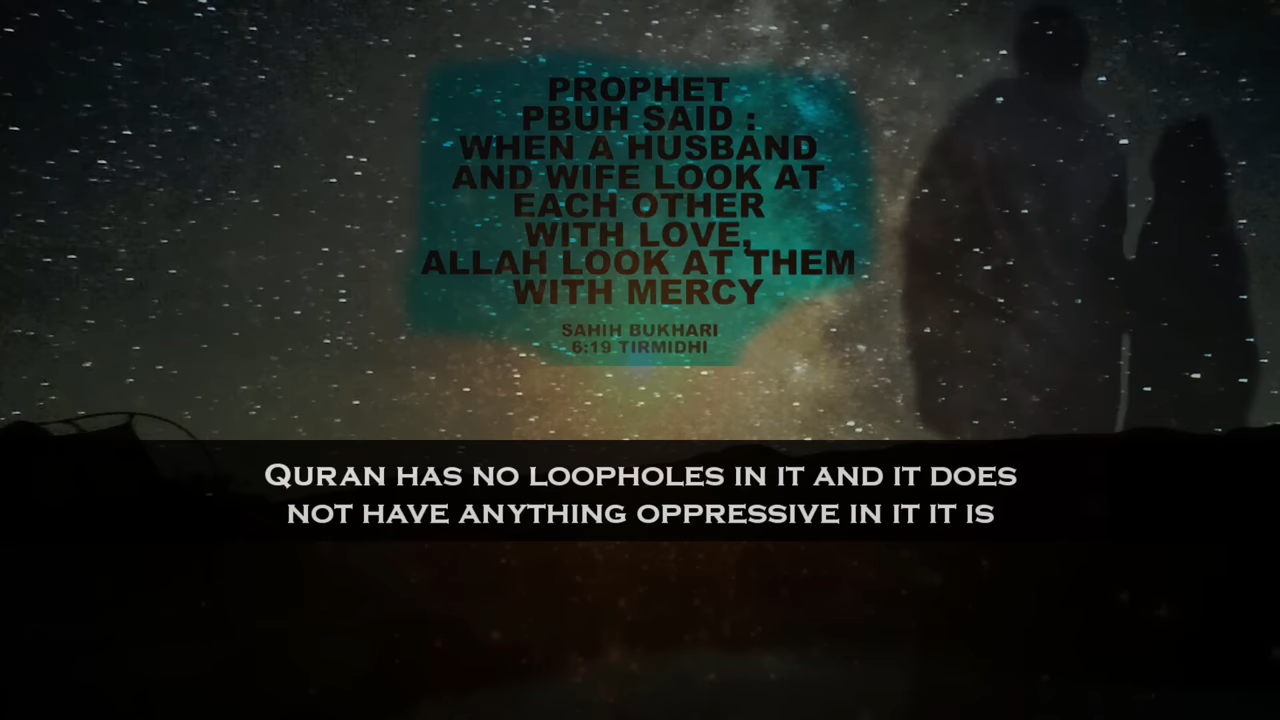 PROPHET
PBUH SAID :
WHEN A HUSBAND
AND WIFE LOOK AT
EACH OTHER
WITH LOVE,
ALLAH LOOK AT THEM
WITH MERCY
SAHIH BUKHARI
6:19 TIRMIDHI
QURAN HAS NO LOOPHOLES IN IT AND IT DOES
NOT HAVE ANYTHING OPPRESSIVE IN IT IT IS